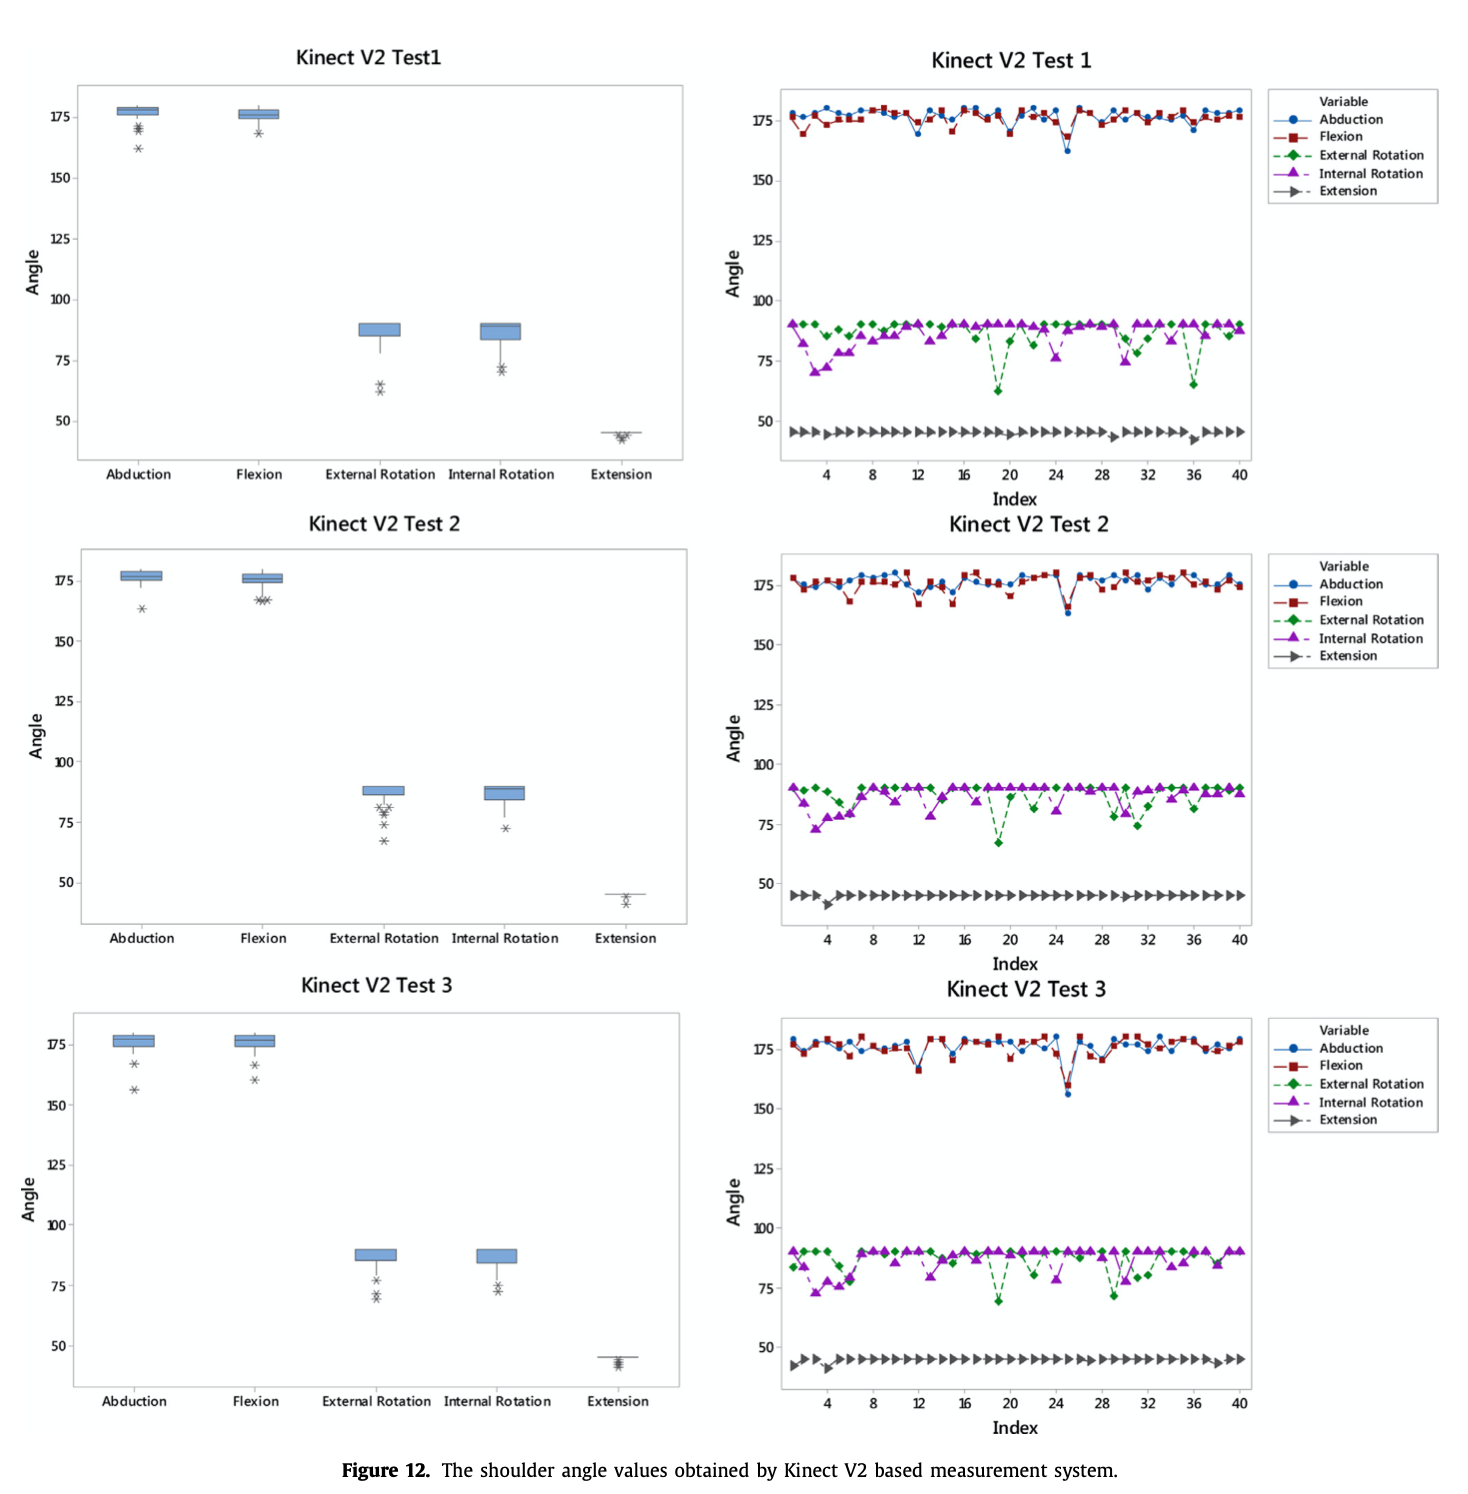 Kinect V2 Test1
175
150
125
100
75
50
Angle
Abduction Flexion External Rotation Internal Rotation Extension
Kinect V2 Test 1
175
150
125
100
75
50
Angle
4 8 12 16 20 24 28 32 36 40
Index
Variable
Abduction
Flexion
External Rotation
Internal Rotation
Extension
Kinect V2 Test 2
175
150
125
100
75
50
Angle
Abduction Flexion External Rotation Internal Rotation Extension
Kinect V2 Test 2
175
150
125
100
75
50
Angle
4 8 12 16 20 24 28 32 36 40
Index
Variable
Abduction
Flexion
External Rotation
Internal Rotation
Extension
Kinect V2 Test 3
175
150
125
100
75
50
Angle
Abduction Flexion External Rotation Internal Rotation Extension
Kinect V2 Test 3
175
150
125
100
75
50
Angle
4 8 12 16 20 24 28 32 36 40
Index
Variable
Abduction
Flexion
External Rotation
Internal Rotation
Extension
Figure 12. The shoulder angle values obtained by Kinect V2 based measurement system.